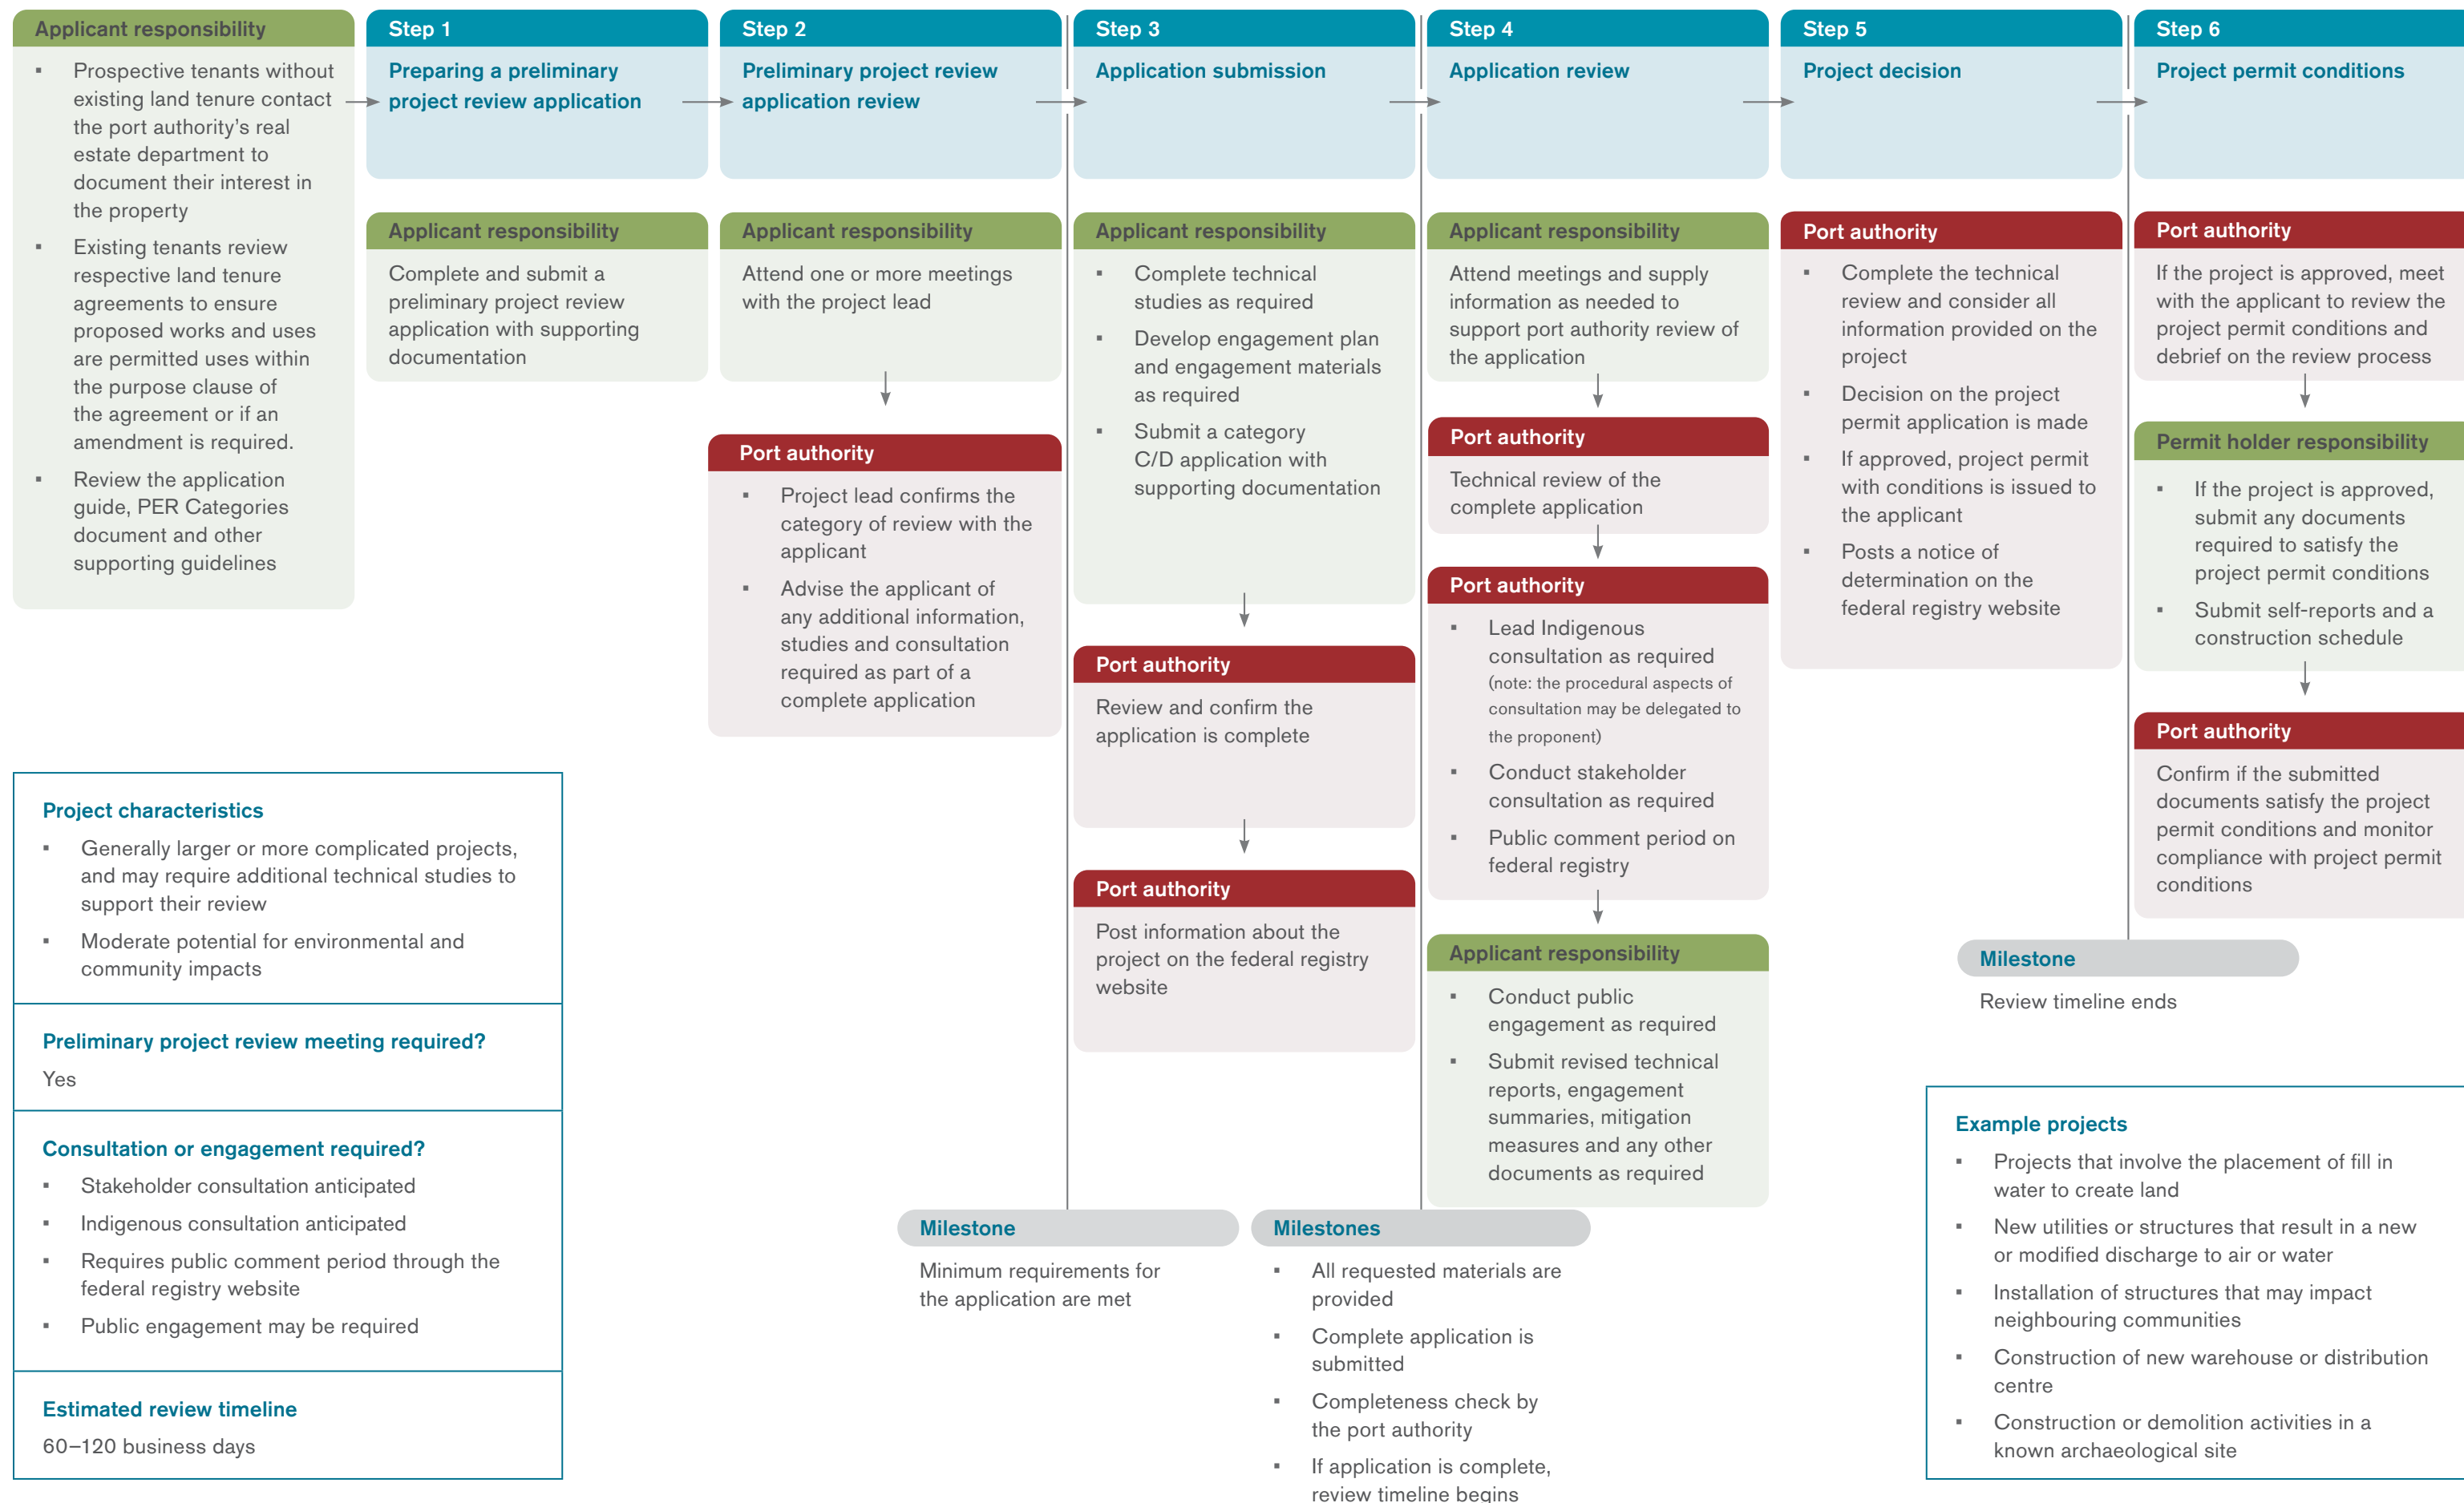 Applicant responsibility
▪ Prospective tenants without
existing land tenure contact
the port authority's real
estate department to
document their interest in
the property
▪ Existing tenants review
respective land tenure
agreements to ensure
proposed works and uses
are permitted uses within
the purpose clause of
the agreement or if an
amendment is required.
▪ Review the application
guide, PER Categories
document and other
supporting guidelines
Step 1
Preparing a preliminary
project review application
Applicant responsibility
Complete and submit a
preliminary project review
application with supporting
documentation
Step 2
Preliminary project review
application review
Applicant responsibility
Attend one or more meetings
with the project lead
Port authority
▪ Project lead confirms the
category of review with the
applicant
▪ Advise the applicant of
any additional information,
studies and consultation
required as part of a
complete application
Step 3
Application submission
Applicant responsibility
▪ Complete technical
studies as required
▪ Develop engagement plan
and engagement materials
as required
▪ Submit a category
C/D application with
supporting documentation
Port authority
Review and confirm the
application is complete
Port authority
Post information about the
project on the federal registry
website
Step 4
Application review
Applicant responsibility
Attend meetings and supply
information as needed to
support port authority review of
the application
Port authority
Technical review of the
complete application
Port authority
▪ Lead Indigenous
consultation as required
(note: the procedural aspects of
consultation may be delegated to
the proponent)
▪ Conduct stakeholder
consultation as required
▪ Public comment period on
federal registry
Applicant responsibility
▪ Conduct public
engagement as required
▪ Submit revised technical
reports, engagement
summaries, mitigation
measures and any other
documents as required
Step 5
Project decision
Port authority
▪ Complete the technical
review and consider all
information provided on the
project
▪ Decision on the project
permit application is made
▪ If approved, project permit
with conditions is issued to
the applicant
▪ Posts a notice of
determination on the
federal registry website
Step 6
Project permit conditions
Port authority
If the project is approved, meet
with the applicant to review the
project permit conditions and
debrief on the review process
Permit holder responsibility
▪ If the project is approved,
submit any documents
required to satisfy the
project permit conditions
▪ Submit self-reports and a
construction schedule
Port authority
Confirm if the submitted
documents satisfy the project
permit conditions and monitor
compliance with project permit
conditions
Project characteristics
▪ Generally larger or more complicated projects,
and may require additional technical studies to
support their review
▪ Moderate potential for environmental and
community impacts
Preliminary project review meeting required?
Yes
Consultation or engagement required?
▪ Stakeholder consultation anticipated
▪ Indigenous consultation anticipated
▪ Requires public comment period through the
federal registry website
▪ Public engagement may be required
Estimated review timeline
60–120 business days
Milestone
Minimum requirements for
the application are met
Milestones
▪ All requested materials are
provided
▪ Complete application is
submitted
▪ Completeness check by
the port authority
▪ If application is complete,
review timeline begins
Milestone
Review timeline ends
Example projects
▪ Projects that involve the placement of fill in
water to create land
▪ New utilities or structures that result in a new
or modified discharge to air or water
▪ Installation of structures that may impact
neighbouring communities
▪ Construction of new warehouse or distribution
centre
▪ Construction or demolition activities in a
known archaeological site